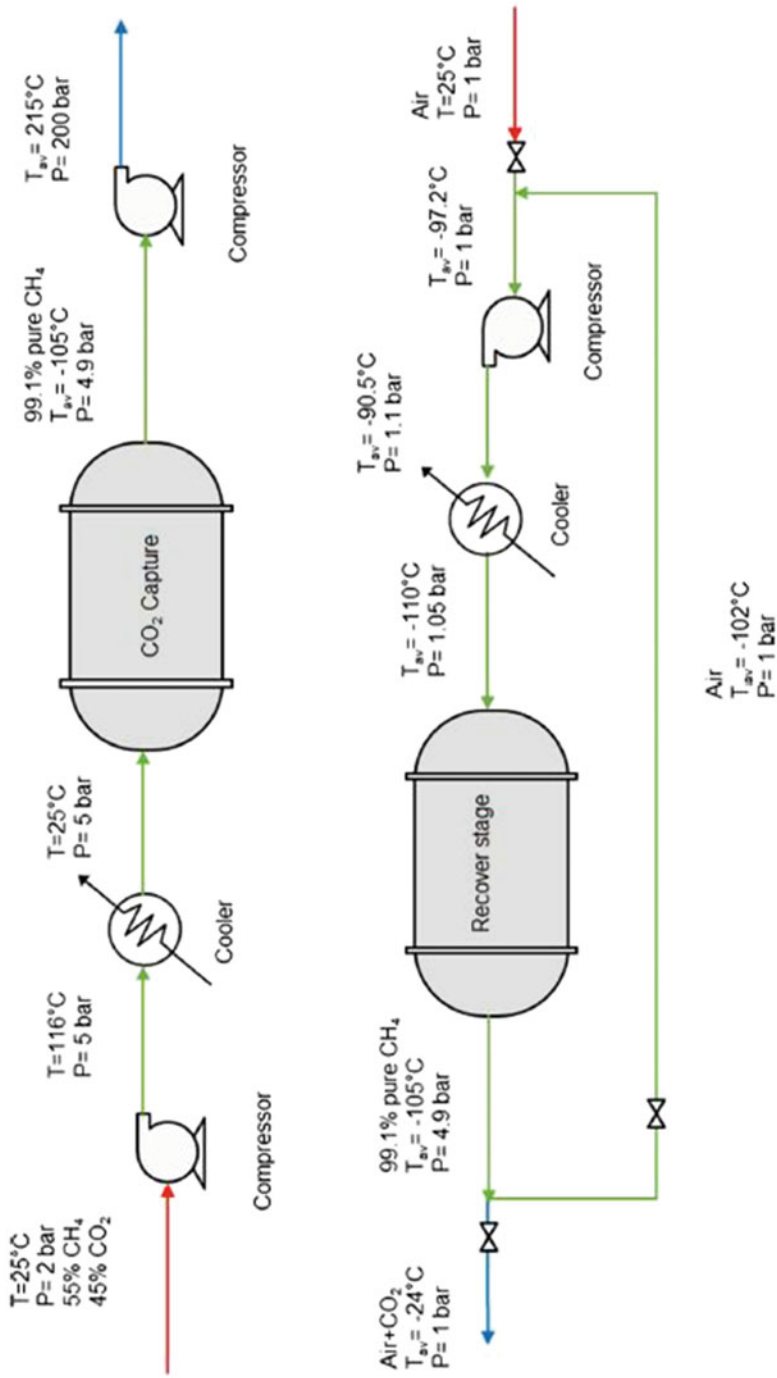 T=25°C
P= 2 bar
55% CH₄
45% CO₂
Compressor
T=116°C
P= 5 bar
Cooler
T=25°C
P= 5 bar
CO₂ Capture
99.1% pure CH₄
Tₐᵥ= -105°C
P= 4.9 bar
Compressor
Tₐᵥ= 215°C
P= 200 bar
Air+CO₂
Tₐᵥ= -24°C
P= 1 bar
99.1% pure CH₄
Tₐᵥ= -105°C
P= 4.9 bar
Recover stage
Tₐᵥ= -110°C
P= 1.05 bar
Cooler
Tₐᵥ= -90.5°C
P= 1.1 bar
Compressor
Tₐᵥ= -97.2°C
P= 1 bar
Air
T=25°C
P= 1 bar
Air
Tₐᵥ= -102°C
P= 1 bar